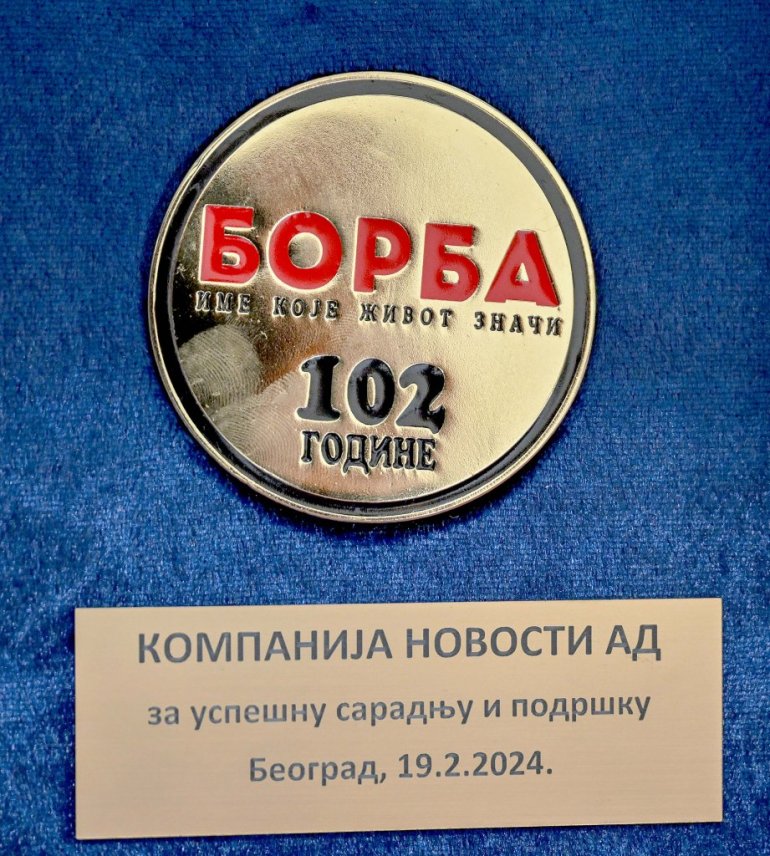 БОРБА
ИМЕ КОЈЕ ЖИВОТ ЗНАЧИ
102
ГОДИНЕ
КОМПАНИЈА НОВОСТИ АД
за успешну сарадњу и подршку
Београд, 19.2.2024.